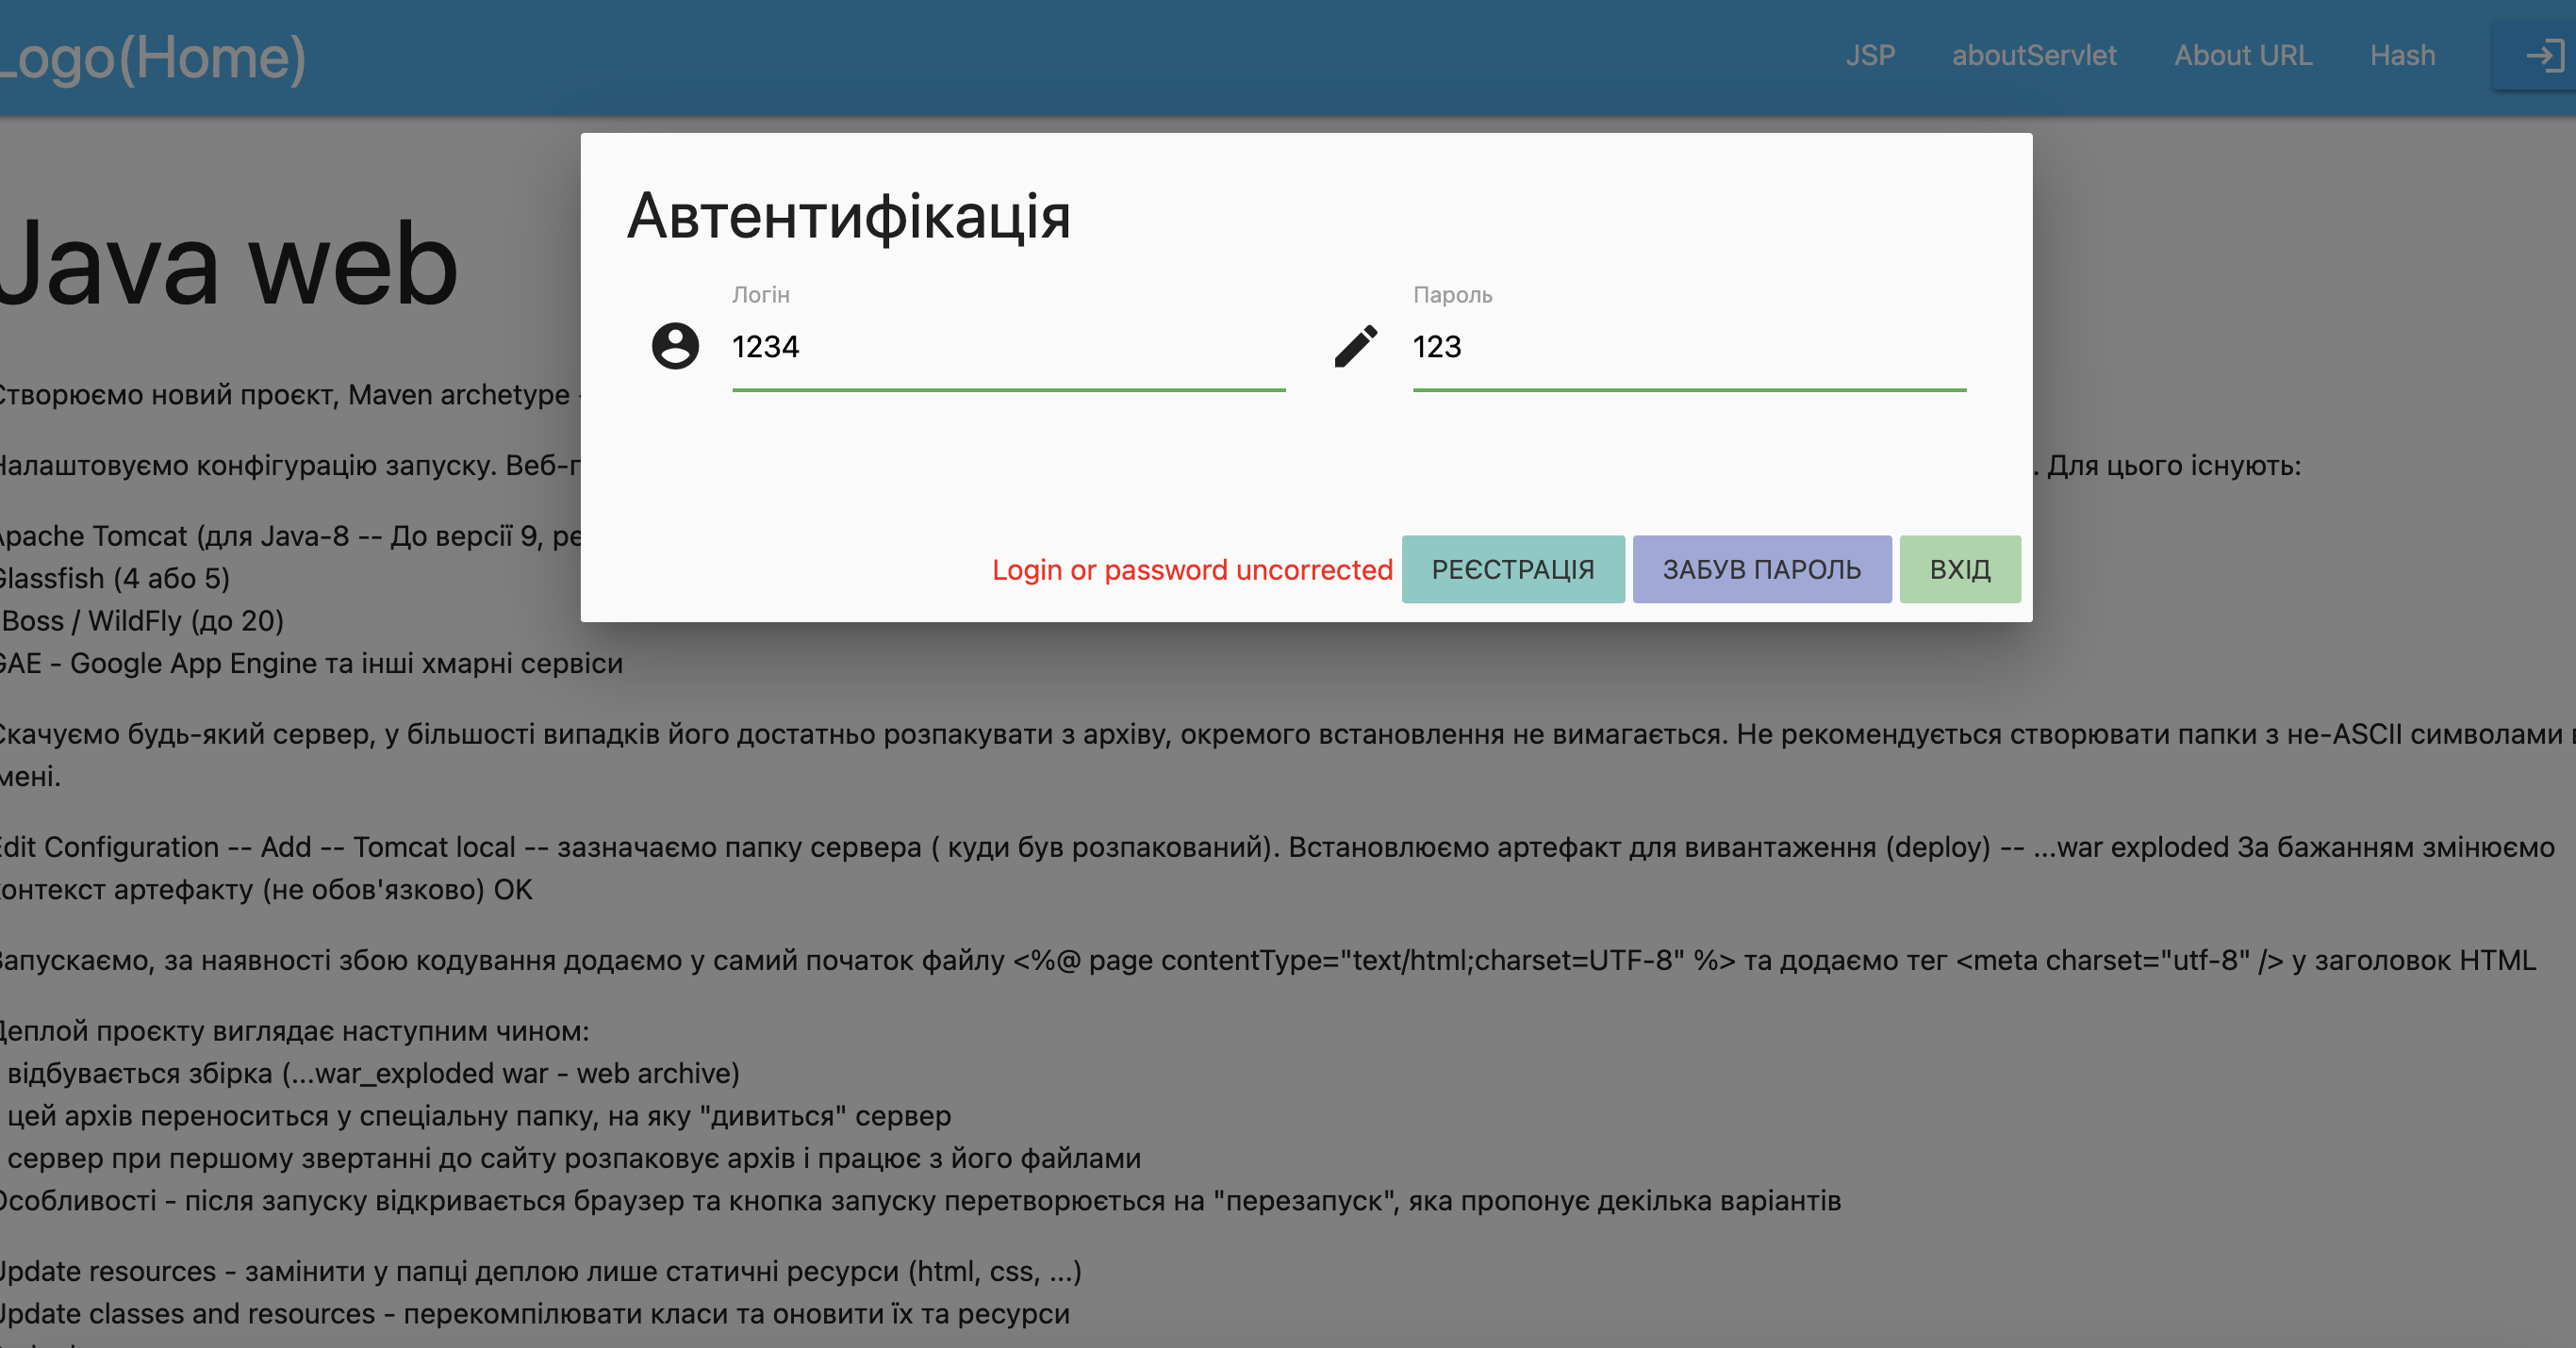 Logo(Home)
JSP
aboutServlet
About URL
Hash
Автентифікація
Логін
1234
Пароль
123
Login or password uncorrected
РЕЄСТРАЦІЯ
ЗАБУВ ПАРОЛЬ
ВХІД
Java web
Створюємо новий проєкт, Maven archetype -
Налаштовуємо конфігурацію запуску. . Для цього існують:
Apache Tomcat (для Java-8 -- До версії 9,
Glassfish (4 або 5)
Boss / WildFly (до 20)
GAE - Google App Engine та інші хмарні сервіси
Скачуємо будь-який сервер, у більшості випадків його достатньо розпакувати з архіву, окремого встановлення не вимагається. Не рекомендується створювати папки з не-ASCII символами в
мені.
Edit Configuration -- Add -- Tomcat local -- зазначаємо папку сервера ( куди був розпакований). Встановлюємо артефакт для вивантаження (deploy) -- ...war exploded За бажанням змінюємо
контекст артефакту (не обов'язково) OK
Запускаємо, за наявності збою кодування додаємо у самий початок файлу <%@ page contentType="text/html;charset=UTF-8" %> та додаємо тег <meta charset="utf-8" /> у заголовок HTML
Деплой проєкту виглядає наступним чином:
відбувається збірка (...war_exploded war - web archive)
цей архів переноситься у спеціальну папку, на яку "дивиться" сервер
сервер при першому звертанні до сайту розпаковує архів і працює з його файлами
Особливості - після запуску відкривається браузер та кнопка запуску перетворюється на "перезапуск", яка пропонує декілька варіантів
Update resources - замінити у папці деплою лише статичні ресурси (html, css, ...)
Update classes and resources - перекомпілювати класи та оновити їх та ресурси